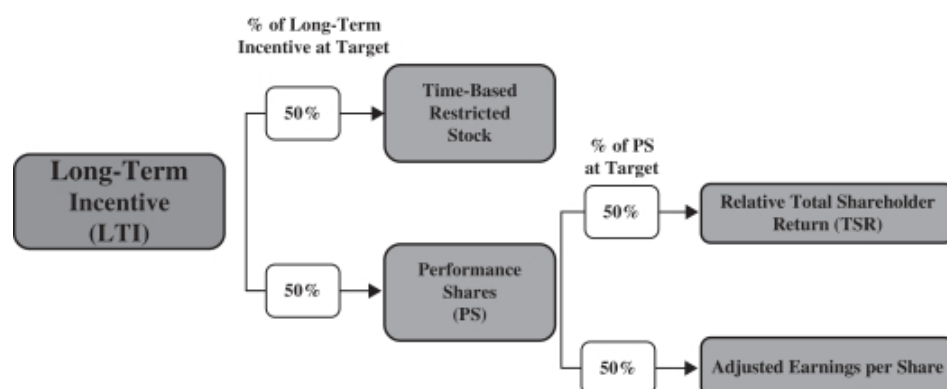 % of Long-Term
Incentive at Target
50%
Time-Based
Restricted
Stock
Long-Term
Incentive
(LTI)
50%
Performance
Shares
(PS)
% of PS
at Target
50%
Relative Total Shareholder
Return (TSR)
50%
Adjusted Earnings per Share